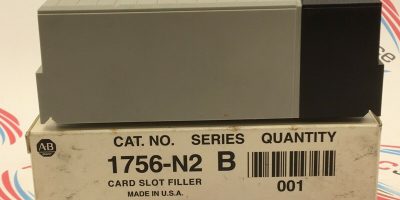 CAT. NO. SERIES QUANTITY
AB
1756-N2 B
CARD SLOT FILLER
001
MADE IN U.S.A.